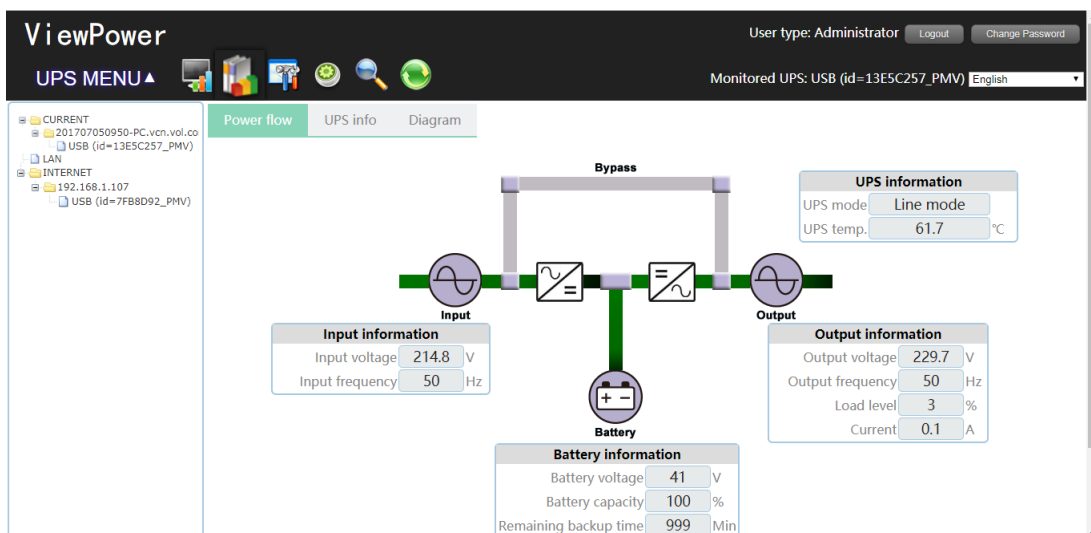 ViewPower
User type: Administrator Logout Change Password
UPS MENU▲
Monitored UPS: USB (id=13E5C257_PMV) English
CURRENT
201707050950-PC.vcn.vol.co
USB (id=13E5C257_PMV)
LAN
INTERNET
192.168.1.107
USB (id=7FB8D92_PMV)
Power flow UPS info Diagram
Bypass
UPS information
UPS mode Line mode
UPS temp. 61.7 ℃
Input
Output
Input information
Input voltage 214.8 V
Input frequency 50 Hz
Output information
Output voltage 229.7 V
Output frequency 50 Hz
Load level 3 %
Current 0.1 A
Battery
Battery information
Battery voltage 41 V
Battery capacity 100 %
Remaining backup time 999 Min